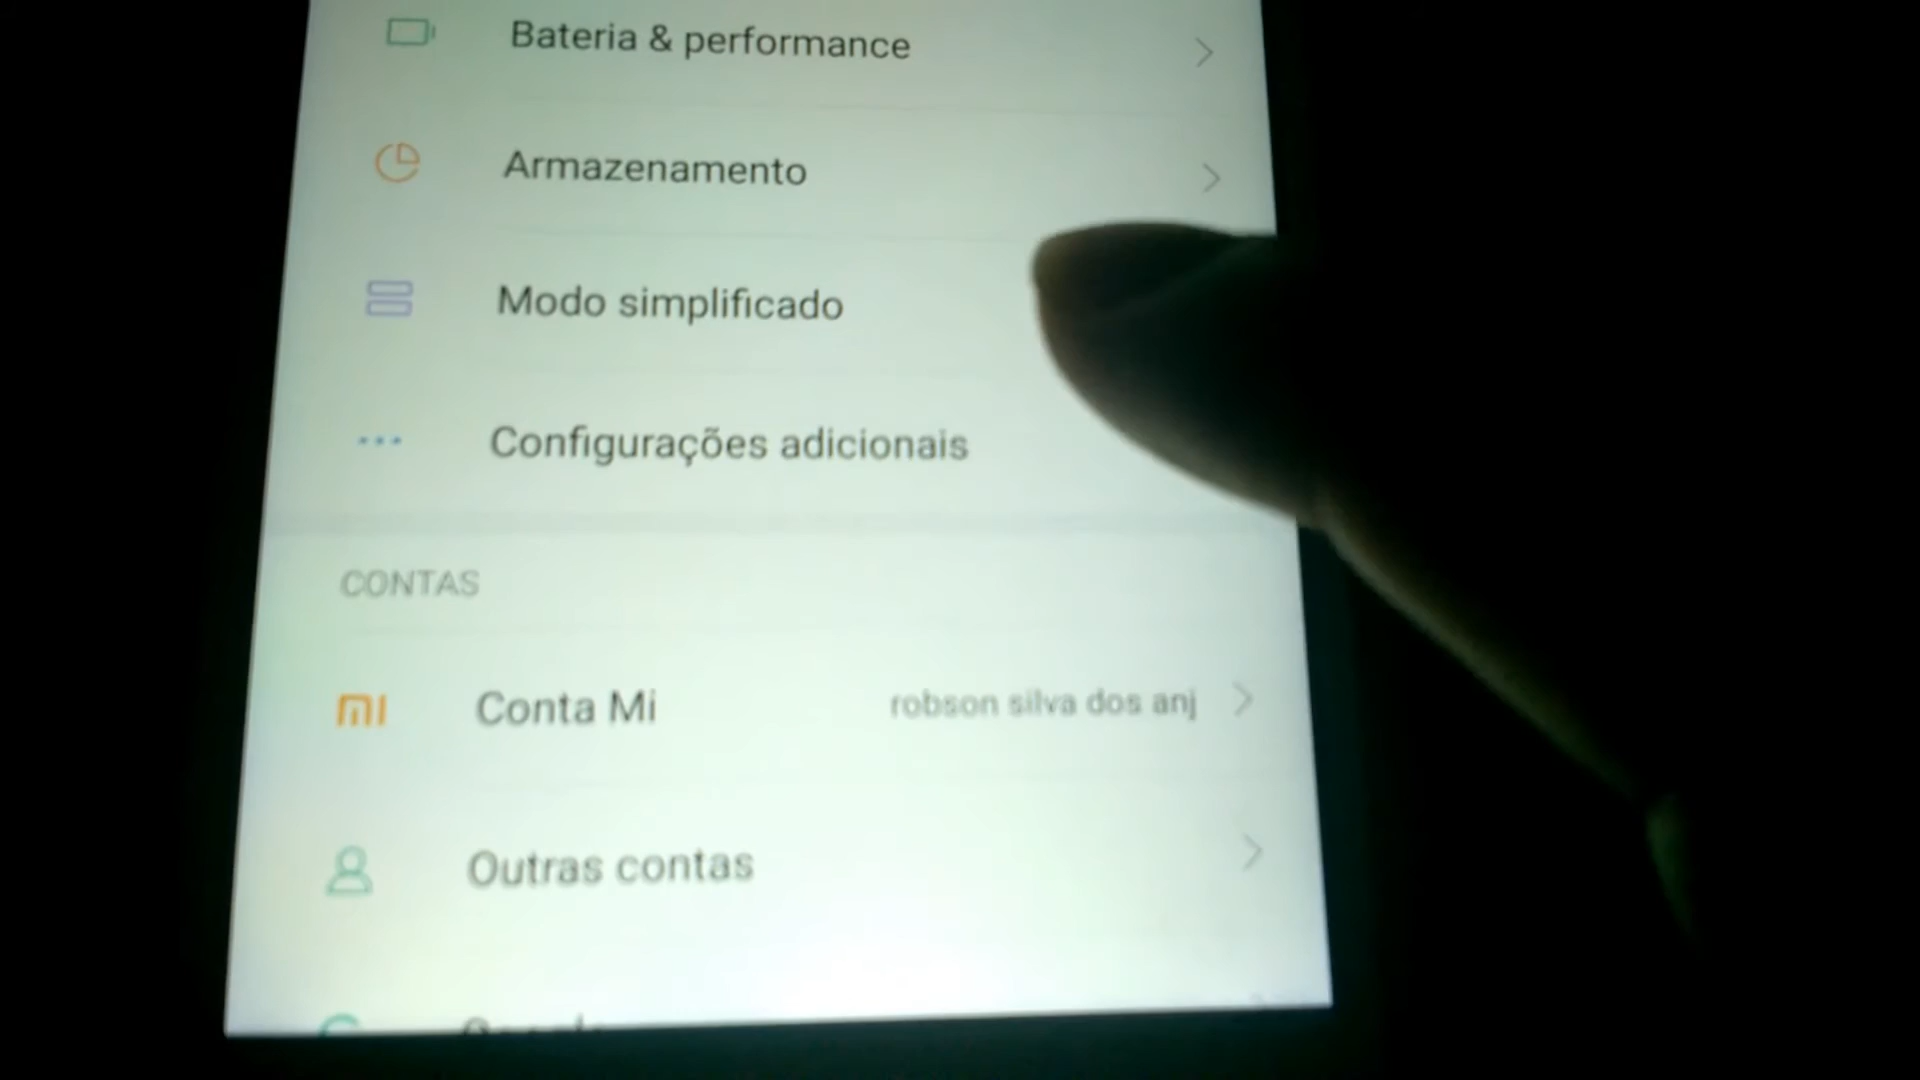 Bateria & performance
Armazenamento
Modo simplificado
Configurações adicionais
CONTAS
Conta Mi
robson silva dos anj
Outras contas